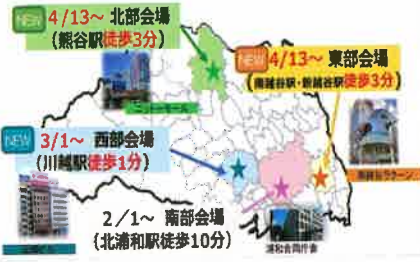 NEW 4/13～ 北部会場
(熊谷駅徒歩3分)
NEW 4/13～ 東部会場
(南越谷駅・新越谷駅徒歩3分)
NEW
3/1～ 西部会場
(川越駅徒歩1分)
2/1～ 南部会場
(北浦和駅徒歩10分)
浦和合同庁舎